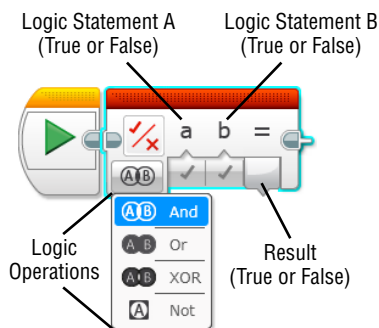 Logic Statement A
(True or False)
Logic Statement B
(True or False)
a b =
A B
A B And
A B Or
A B XOR
A Not
Logic
Operations
Result
(True or False)